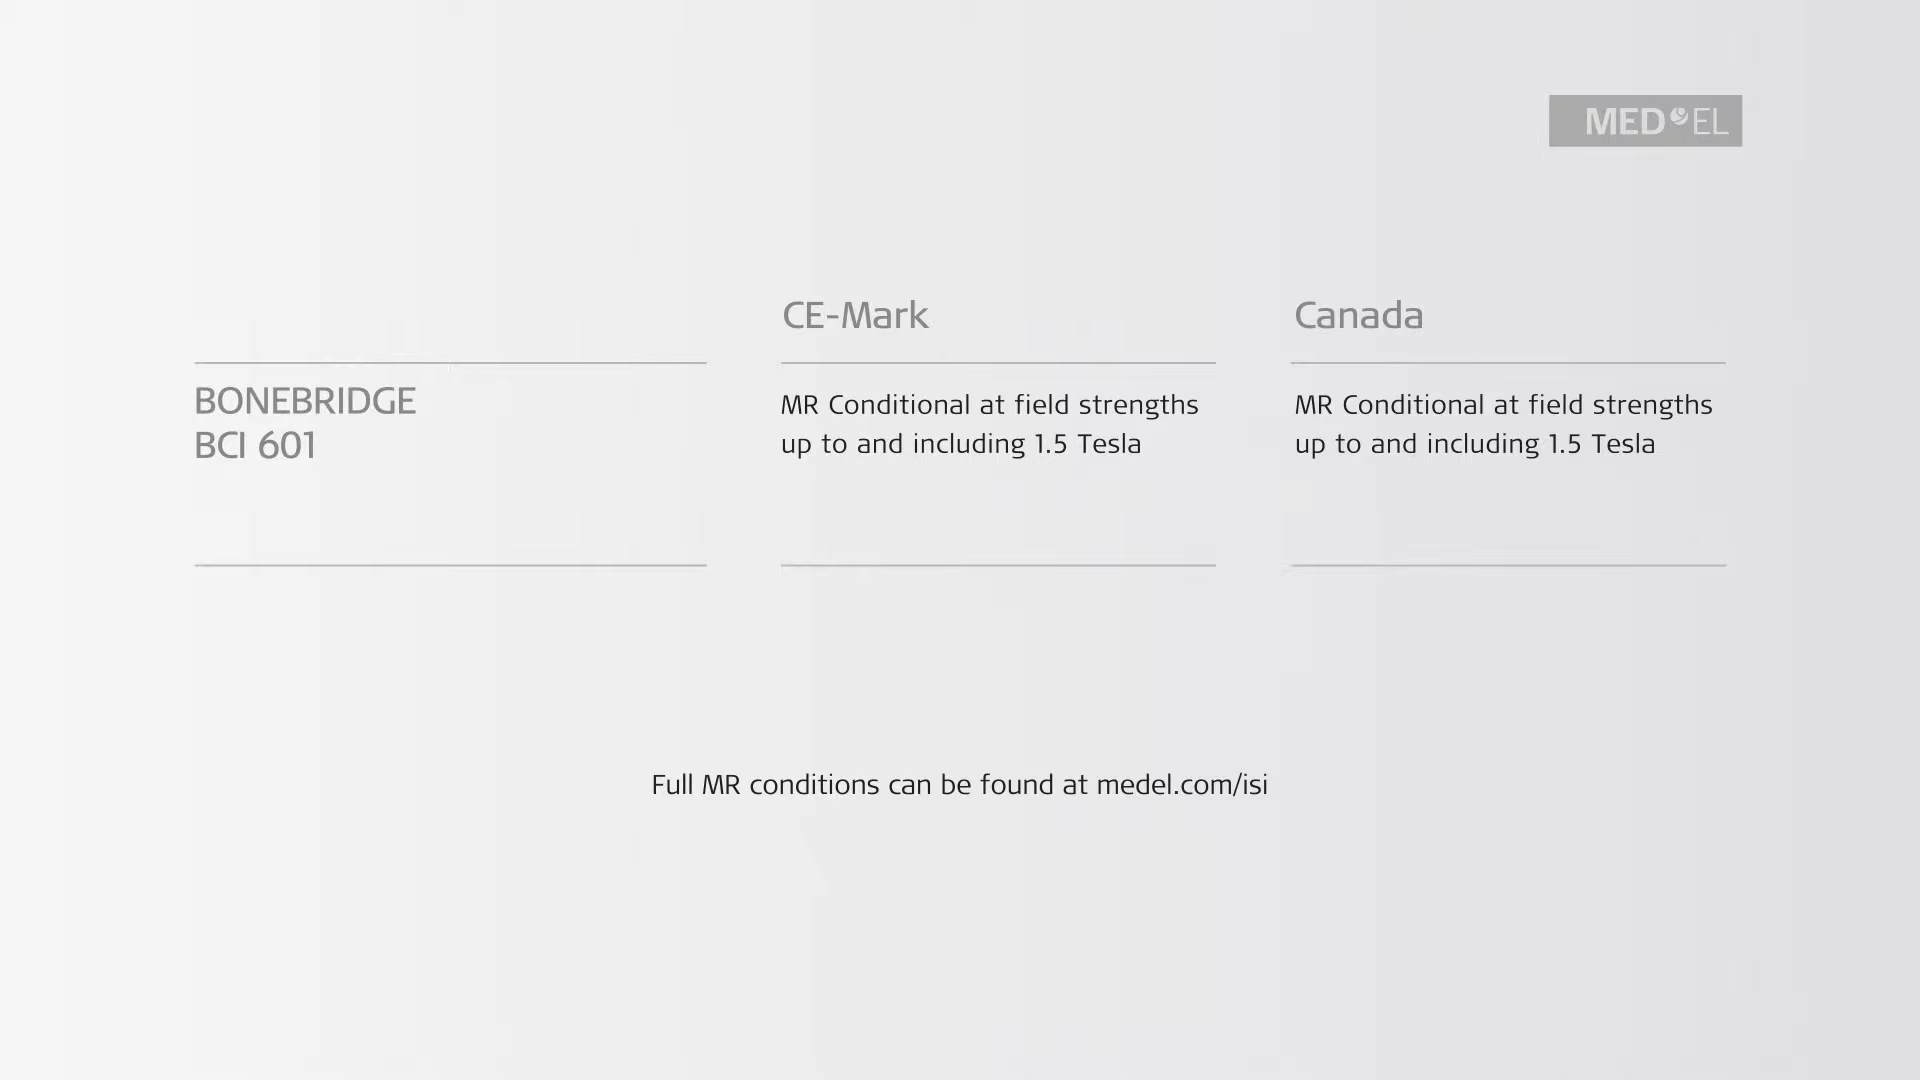 MED EL
CE-Mark
Canada
BONEBRIDGE
BCI 601
MR Conditional at field strengths
up to and including 1.5 Tesla
MR Conditional at field strengths
up to and including 1.5 Tesla
Full MR conditions can be found at medel.com/isi